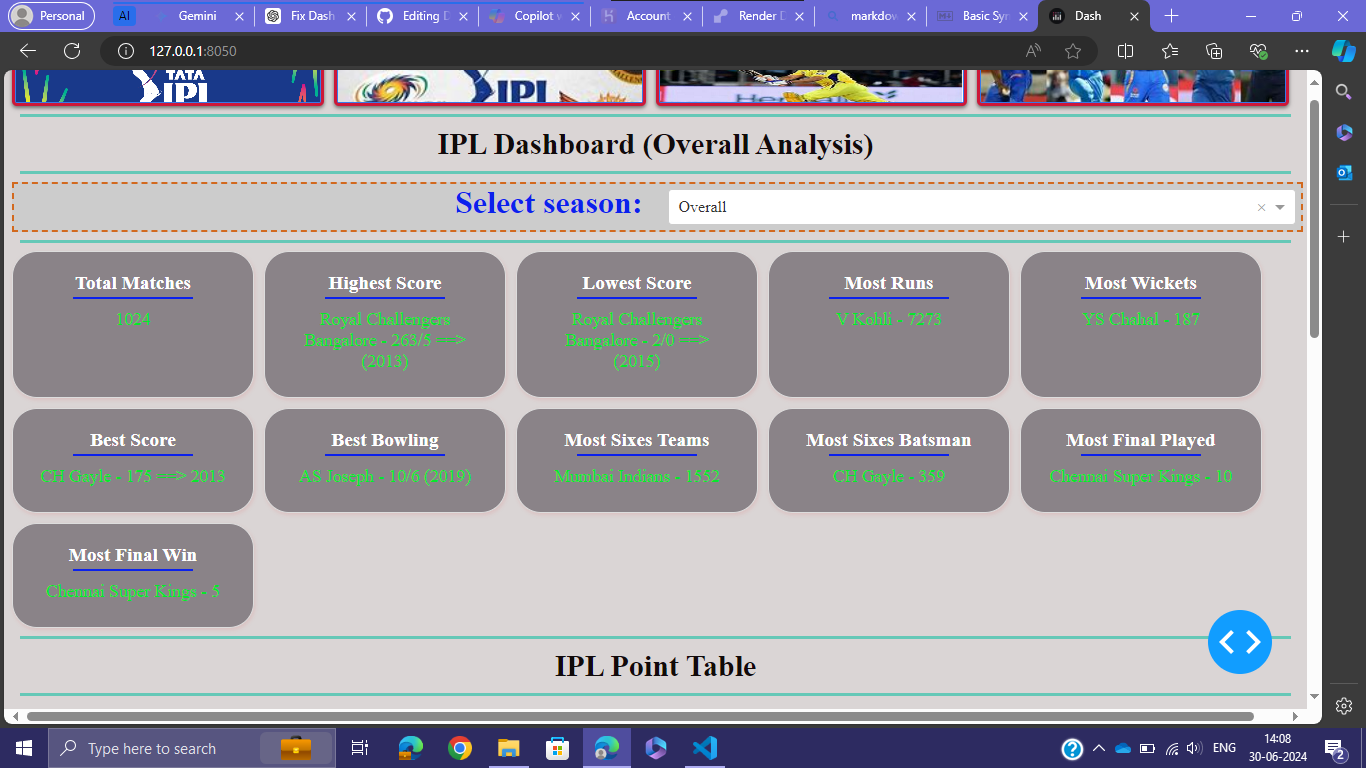 Personal
AI
Gemini
Fix Dash
Editing D
Copilot w
Account
Render D
markdow
Basic Syn
Dash
127.0.0.1:8050
TATA
IPL
IPL
IPL Dashboard (Overall Analysis)
Select season:
Overall
Total Matches
1024
Highest Score
Royal Challengers
Bangalore - 263/5 ==>
(2013)
Lowest Score
Royal Challengers
Bangalore - 2/0 ==>
(2015)
Most Runs
V Kohli - 7273
Most Wickets
YS Chahal - 187
Best Score
CH Gayle - 175 ==> 2013
Best Bowling
AS Joseph - 10/6 (2019)
Most Sixes Teams
Mumbai Indians - 1552
Most Sixes Batsman
CH Gayle - 359
Most Final Played
Chennai Super Kings - 10
Most Final Win
Chennai Super Kings - 5
IPL Point Table
Type here to search
ENG
14:08
30-06-2024
2